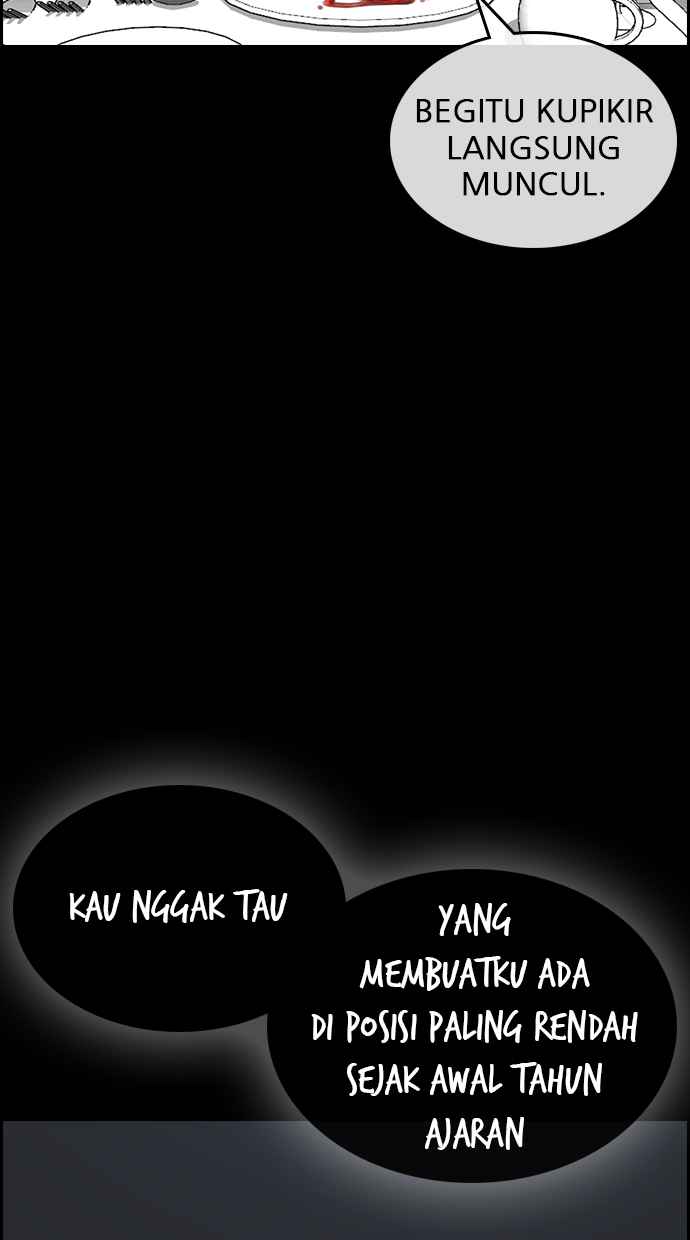 BEGITU KUPIKIR
LANGSUNG
MUNCUL.
KAU NGGAK TAU
YANG
MEMBUATKU ADA
DI POSISI PALING RENDAH
SEJAK AWAL TAHUN
AJARAN